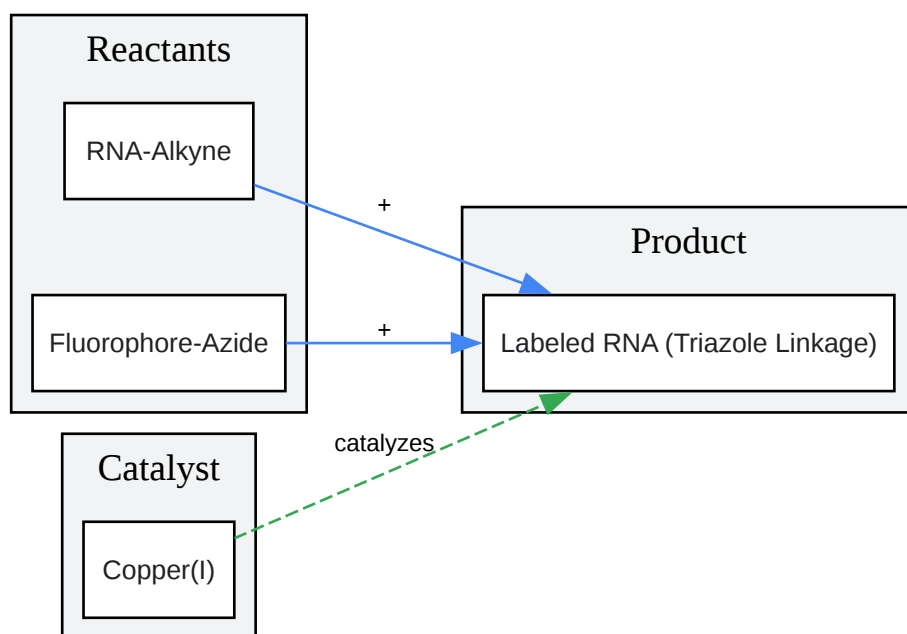 Reactants
RNA-Alkyne
+
Product
Fluorophore-Azide
+
Labeled RNA (Triazole Linkage)
catalyzes
Catalyst
Copper(I)